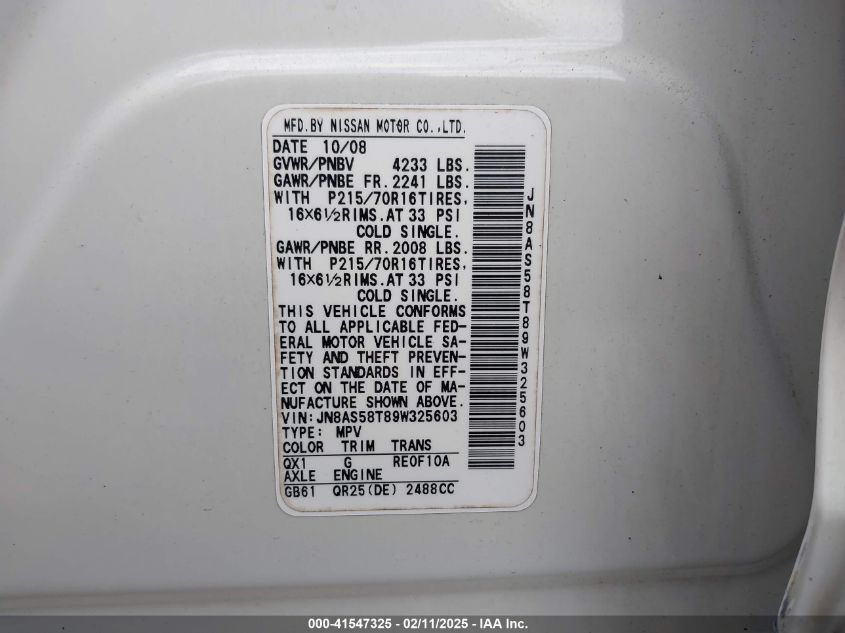 MFD.BY NISSAN MOTOR CO.,LTD.
DATE 10/08
GVWR/PNBV 4233 LBS.
GAWR/PNBE FR.2241 LBS.
WITH P215/70R16TIRES,
16X6½RIMS.AT 33 PSI
COLD SINGLE.
GAWR/PNBE RR.2008 LBS.
WITH P215/70R16TIRES,
16X6½RIMS.AT 33 PSI
COLD SINGLE.
THIS VEHICLE CONFORMS
TO ALL APPLICABLE FED-
ERAL MOTOR VEHICLE SA-
FETY AND THEFT PREVEN-
TION STANDARDS IN EFF-
ECT ON THE DATE OF MA-
NUFACTURE SHOWN ABOVE.
VIN:JN8AS58T89W325603
TYPE: MPV
COLOR TRIM TRANS
QX1 G RE0F10A
AXLE ENGINE
GB61 QR25(DE) 2488CC
JN8AS58T89W325603
000-41547325 - 02/11/2025 - IAA Inc.